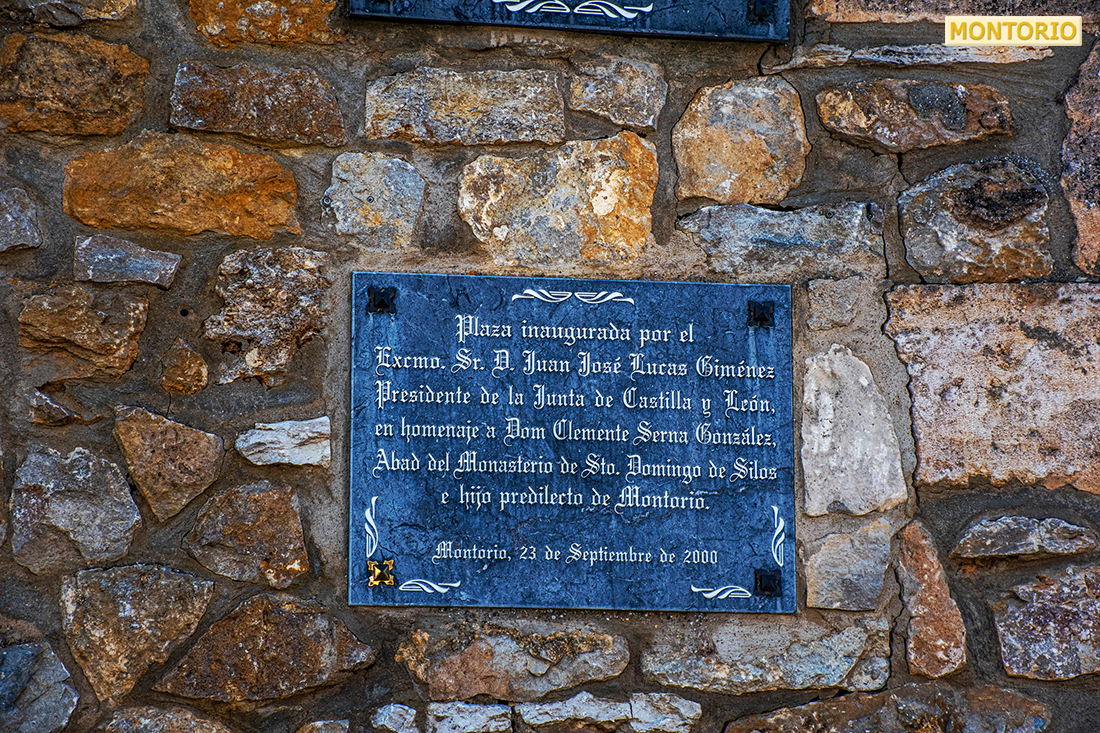 MONTORIO
Plaza inaugurada por el
Excmo. Sr. D. Juan José Lucas Giménez
Presidente de la Junta de Castilla y León,
en homenaje a Dom Clemente Serna González,
Abad del Monasterio de Sto. Domingo de Silos
e hijo predilecto de Montorio.
Montorio, 23 de Septiembre de 2000